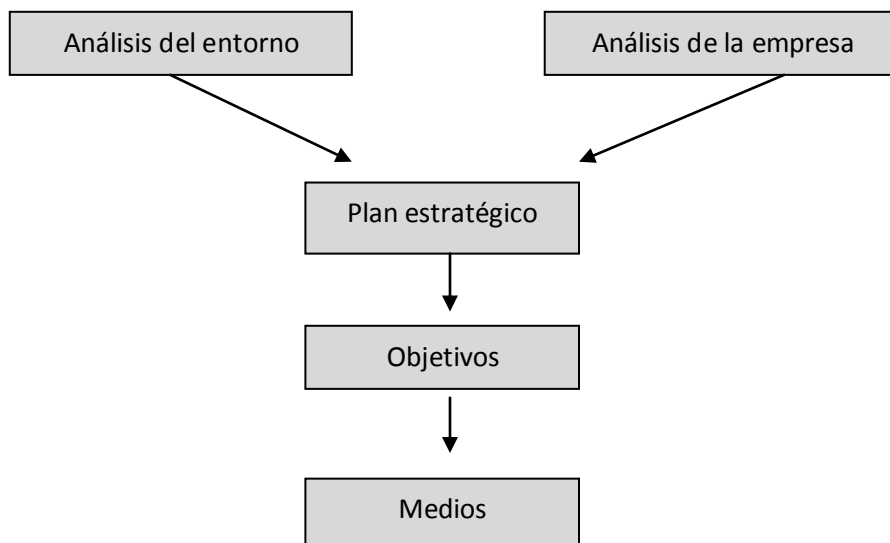 Análisis del entorno
Análisis de la empresa
Plan estratégico
Objetivos
Medios